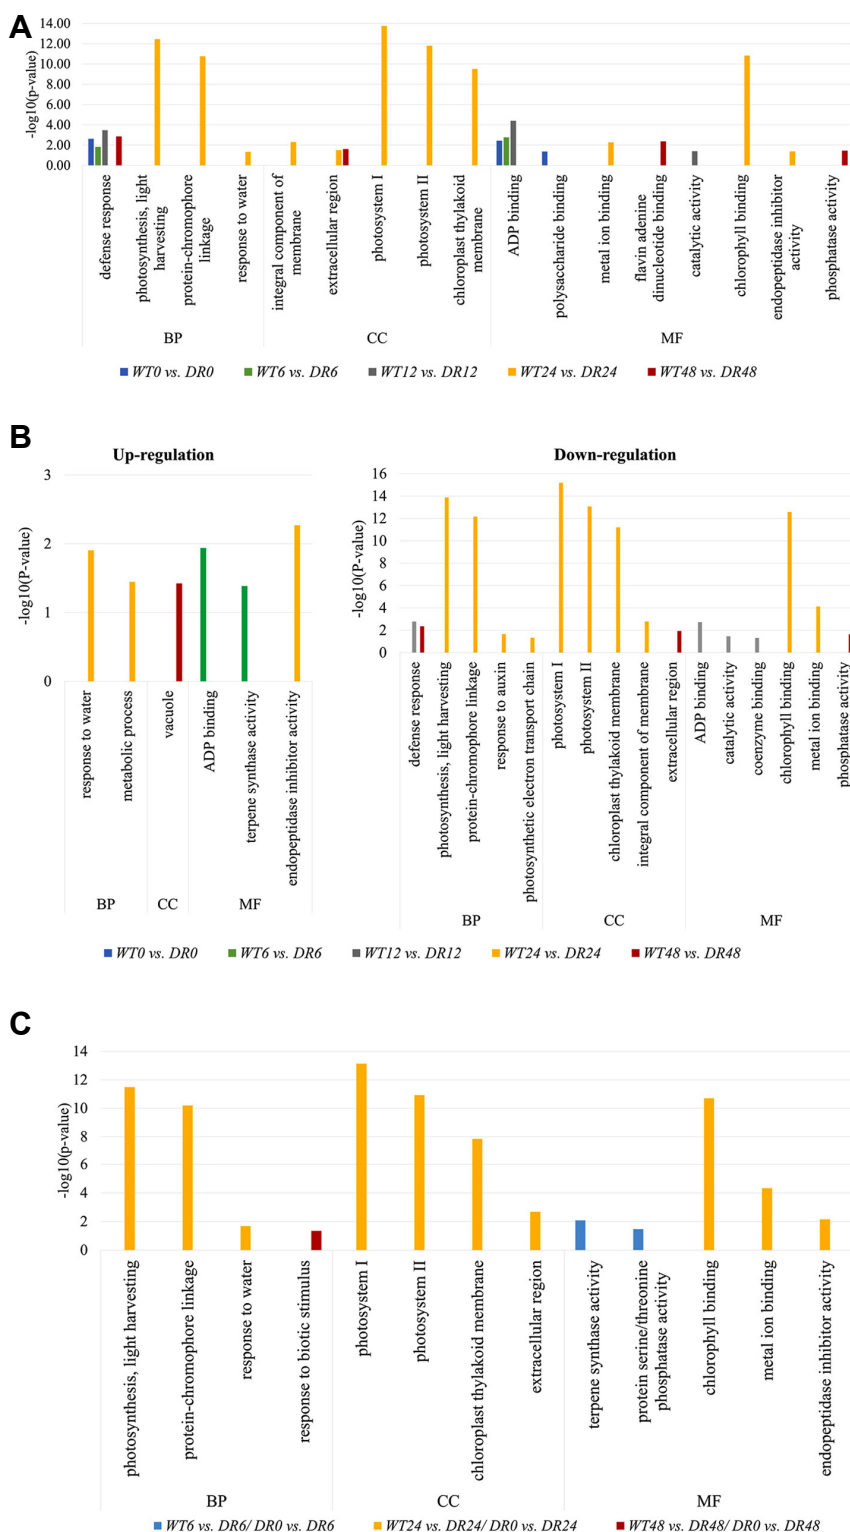 A
-log10(p-value)
14.00
12.00
10.00
8.00
6.00
4.00
2.00
0.00
defense response
photosynthesis, light
harvesting
protein-chromophore
linkage
response to water
integral component of
membrane
extracellular region
photosystem I
photosystem II
chloroplast thylakoid
membrane
ADP binding
polysaccharide binding
metal ion binding
flavin adenine
dinucleotide binding
catalytic activity
chlorophyll binding
endopeptidase inhibitor
activity
phosphatase activity
BP
CC
MF
WT0 vs. DR0
WT6 vs. DR6
WT12 vs. DR12
WT24 vs. DR24
WT48 vs. DR48
B
Up-regulation
-log10(P-value)
3
2
1
0
response to water
metabolic process
vacuole
ADP binding
terpene synthase activity
endopeptidase inhibitor activity
BP
CC
MF
Down-regulation
-log10(P-value)
16
14
12
10
8
6
4
2
0
defense response
photosynthesis, light harvesting
protein-chromophore linkage
response to auxin
photosynthetic electron transport chain
photosystem I
photosystem II
chloroplast thylakoid membrane
integral component of membrane
extracellular region
ADP binding
catalytic activity
coenzyme binding
chlorophyll binding
metal ion binding
phosphatase activity
BP
CC
MF
WT0 vs. DR0
WT6 vs. DR6
WT12 vs. DR12
WT24 vs. DR24
WT48 vs. DR48
C
-log10(p-value)
14
12
10
8
6
4
2
0
photosynthesis, light harvesting
protein-chromophore linkage
response to water
response to biotic stimulus
photosystem I
photosystem II
chloroplast thylakoid membrane
extracellular region
terpene synthase activity
protein serine/threonine
phosphatase activity
chlorophyll binding
metal ion binding
endopeptidase inhibitor activity
BP
CC
MF
WT6 vs. DR6/ DR0 vs. DR6
WT24 vs. DR24/ DR0 vs. DR24
WT48 vs. DR48/ DR0 vs. DR48